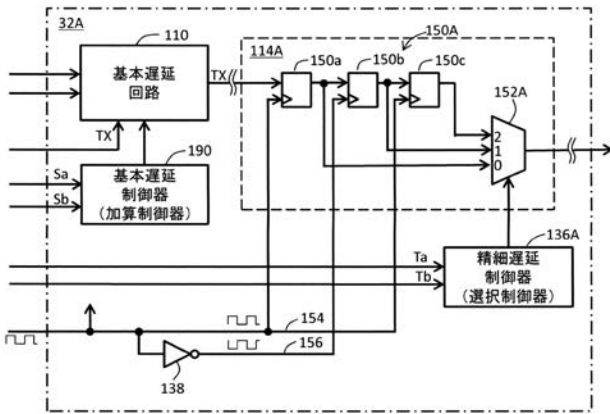 32A
110
基本遅延
回路
TX
TX
190
基本遅延
制御器
（加算制御器）
Sa
Sb
114A
150A
150a
150b
150c
152A
2
1
0
136A
精細遅延
制御器
（選択制御器）
Ta
Tb
154
156
138